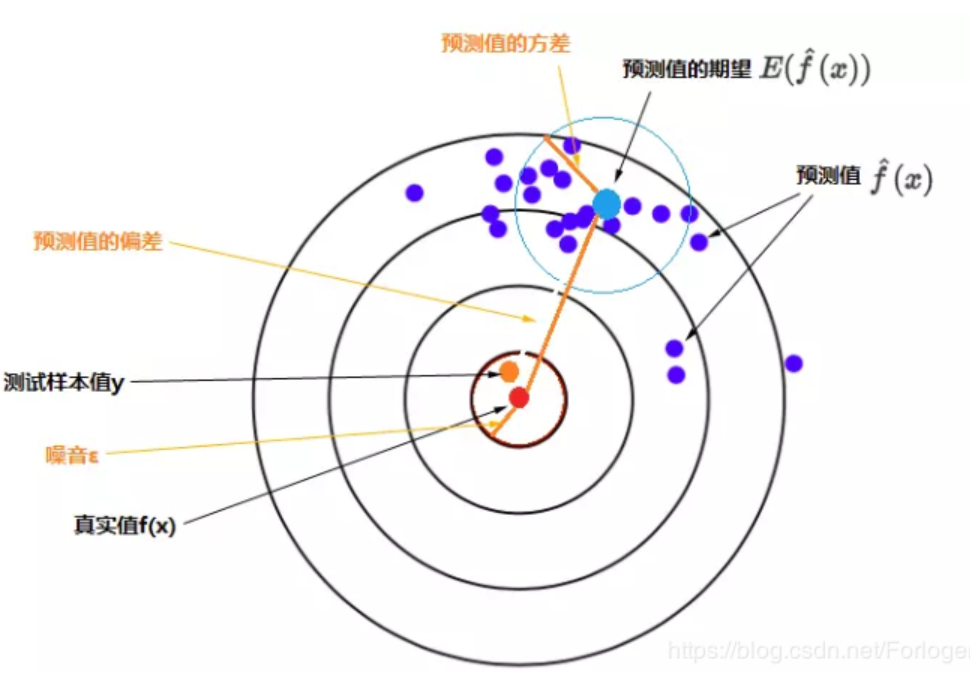 预测值的方差
预测值的期望 E(f̂(x))
预测值 f̂(x)
预测值的偏差
测试样本值y
噪音ε
真实值f(x)
https://blog.csdn.net/Forloger